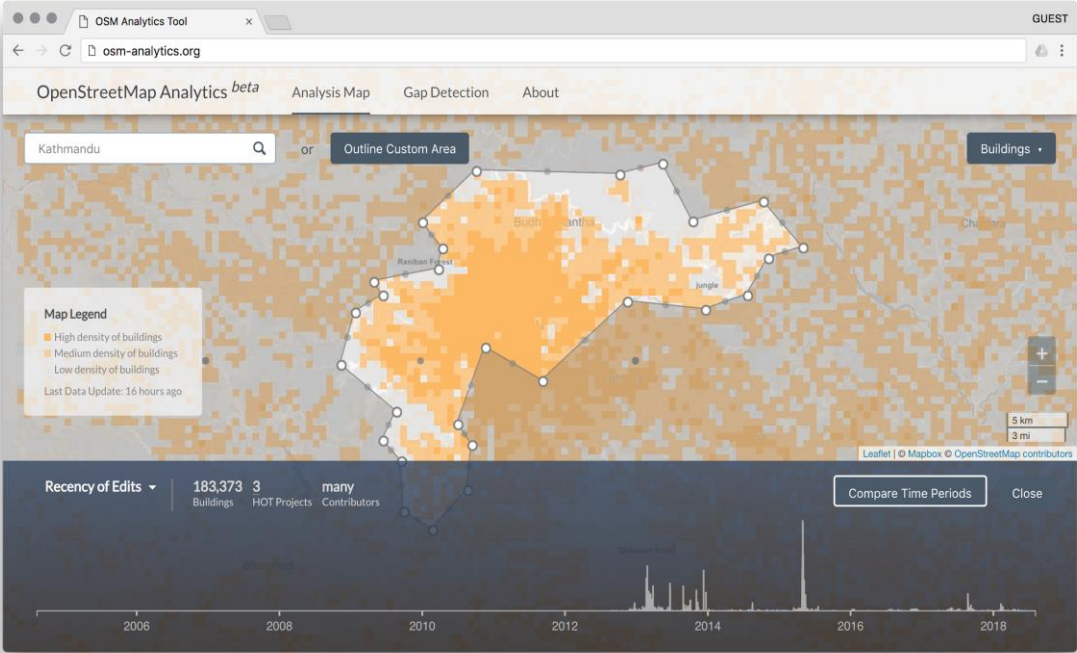 OSM Analytics Tool
GUEST
osm-analytics.org
OpenStreetMap Analytics beta
Analysis Map
Gap Detection
About
Kathmandu
or
Outline Custom Area
Buildings
Raniban Forest
jungle
Map Legend
High density of buildings
Medium density of buildings
Low density of buildings
Last Data Update: 16 hours ago
+
−
5 km
3 mi
Leaflet | © Mapbox © OpenStreetMap contributors
Recency of Edits
183,373
Buildings
3
HOT Projects
many
Contributors
Compare Time Periods
Close
2006 2008 2010 2012 2014 2016 2018